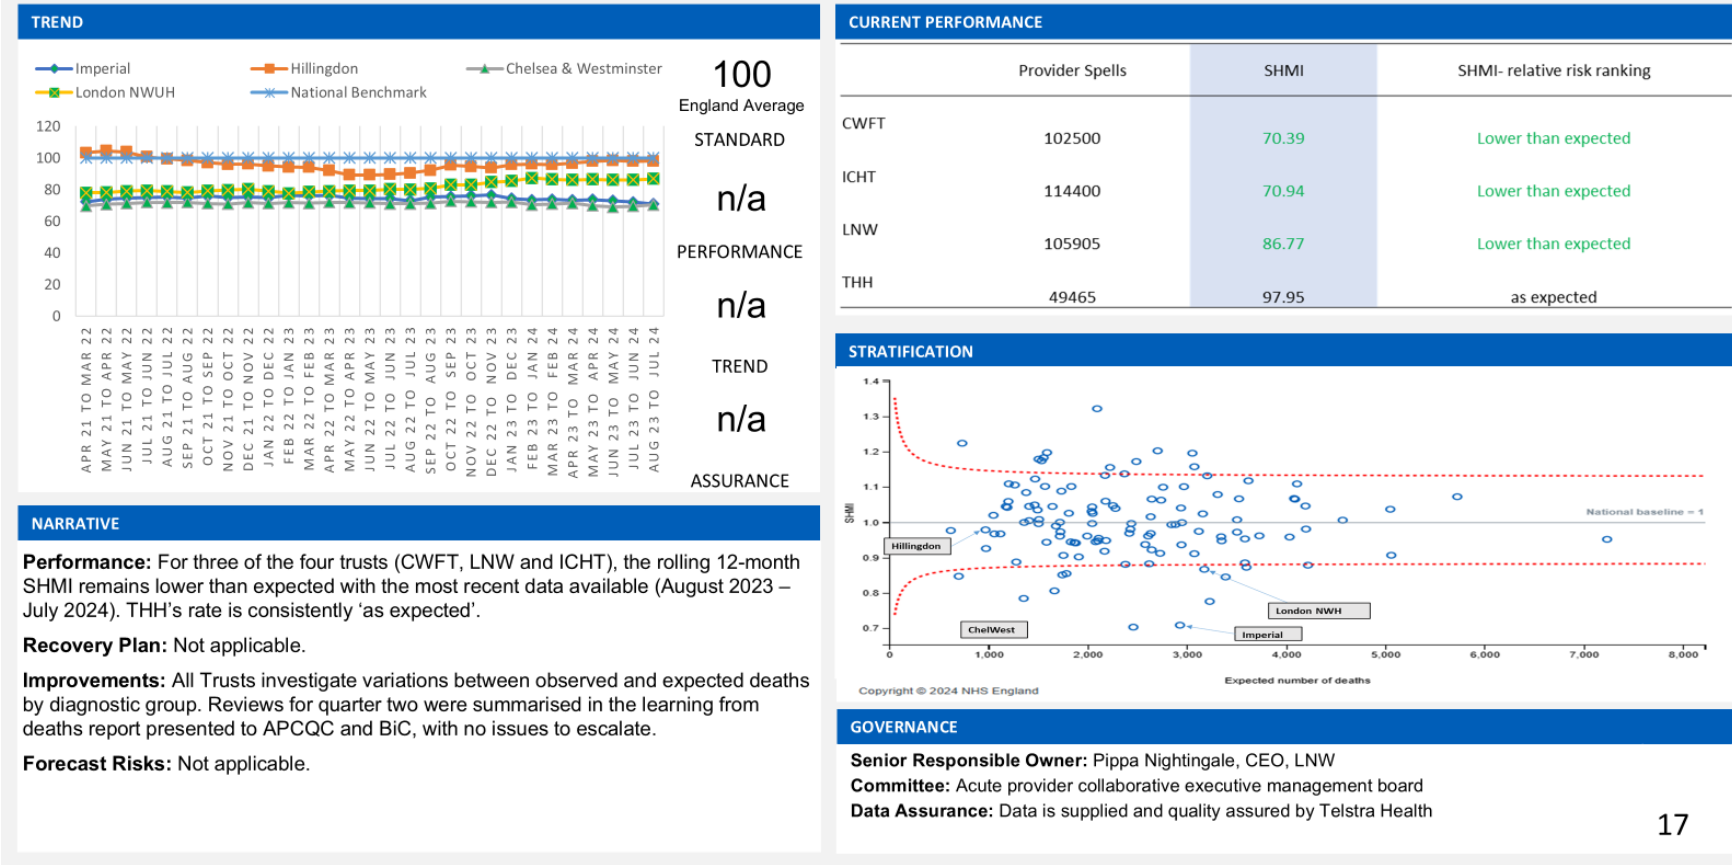 TREND
Imperial
Hillingdon
Chelsea & Westminster
London NWUH
National Benchmark
120
100
80
60
40
20
0
APR 21 TO MAR 22
MAY 21 TO APR 22
JUN 21 TO MAY 22
JUL 21 TO JUN 22
AUG 21 TO JUL 22
SEP 21 TO AUG 22
OCT 21 TO SEP 22
NOV 21 TO OCT 22
DEC 21 TO NOV 22
JAN 22 TO DEC 22
FEB 22 TO JAN 23
MAR 22 TO FEB 23
APR 22 TO MAR 23
MAY 22 TO APR 23
JUN 22 TO MAY 23
JUL 22 TO JUN 23
AUG 22 TO JUL 23
SEP 22 TO AUG 23
OCT 22 TO SEP 23
NOV 22 TO OCT 23
DEC 22 TO NOV 23
JAN 23 TO DEC 23
FEB 23 TO JAN 24
MAR 23 TO FEB 24
APR 23 TO MAR 24
MAY 23 TO APR 24
JUN 23 TO MAY 24
JUL 23 TO JUN 24
AUG 23 TO JUL 24
100
England Average
STANDARD
n/a
PERFORMANCE
n/a
TREND
n/a
ASSURANCE
NARRATIVE
Performance: For three of the four trusts (CWFT, LNW and ICHT), the rolling 12-month
SHMI remains lower than expected with the most recent data available (August 2023 –
July 2024). THH’s rate is consistently ‘as expected’.
Recovery Plan: Not applicable.
Improvements: All Trusts investigate variations between observed and expected deaths
by diagnostic group. Reviews for quarter two were summarised in the learning from
deaths report presented to APCQC and BiC, with no issues to escalate.
Forecast Risks: Not applicable.
CURRENT PERFORMANCE
Provider Spells SHMI SHMI- relative risk ranking
CWFT
102500 70.39 Lower than expected
ICHT
114400 70.94 Lower than expected
LNW
105905 86.77 Lower than expected
THH
49465 97.95 as expected
STRATIFICATION
SHMI
1.4
1.3
1.2
1.1
1.0
0.9
0.8
0.7
National baseline = 1
Hillingdon
London NWH
ChelWest
Imperial
0 1,000 2,000 3,000 4,000 5,000 6,000 7,000 8,000
Expected number of deaths
Copyright © 2024 NHS England
GOVERNANCE
Senior Responsible Owner: Pippa Nightingale, CEO, LNW
Committee: Acute provider collaborative executive management board
Data Assurance: Data is supplied and quality assured by Telstra Health
17